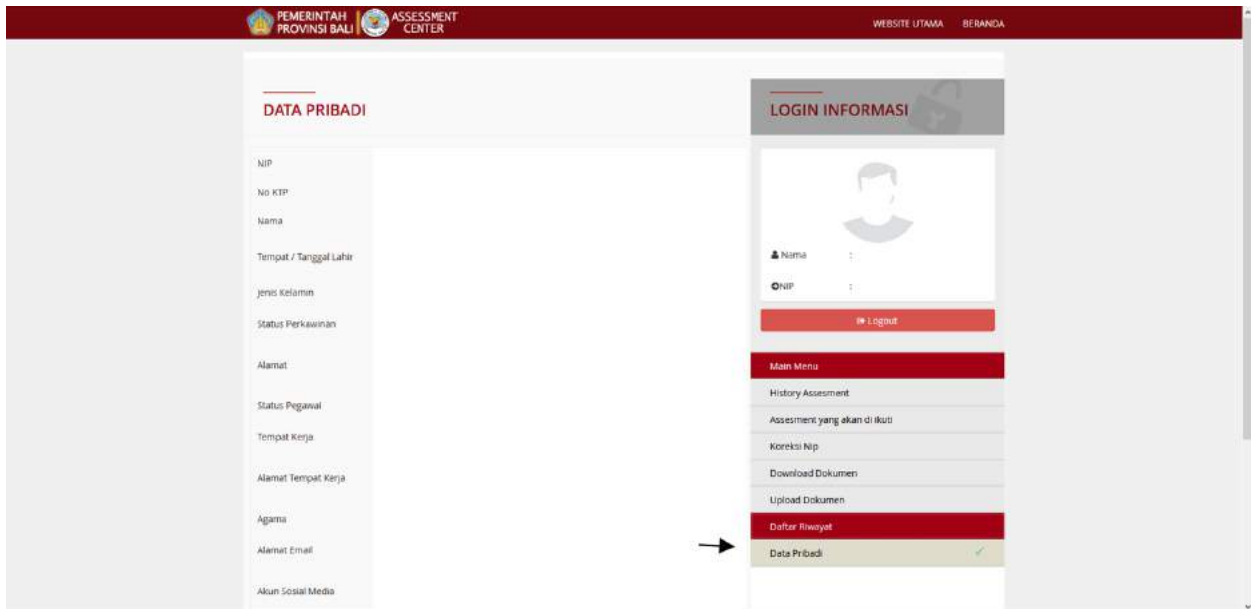 PEMERINTAH
PROVINSI BALI
ASSESSMENT
CENTER
WEBSITE UTAMA BERANDA
DATA PRIBADI
NIP
No KTP
Nama
Tempat / Tanggal Lahir
Jenis Kelamin
Status Perkawinan
Alamat
Status Pegawai
Tempat Kerja
Alamat Tempat Kerja
Agama
Alamat Email
Akun Sosial Media
LOGIN INFORMASI
Nama :
NIP :
Logout
Main Menu
History Assesment
Assesment yang akan di ikuti
Koreksi Nip
Download Dokumen
Upload Dokumen
Daftar Riwayat
Data Pribadi